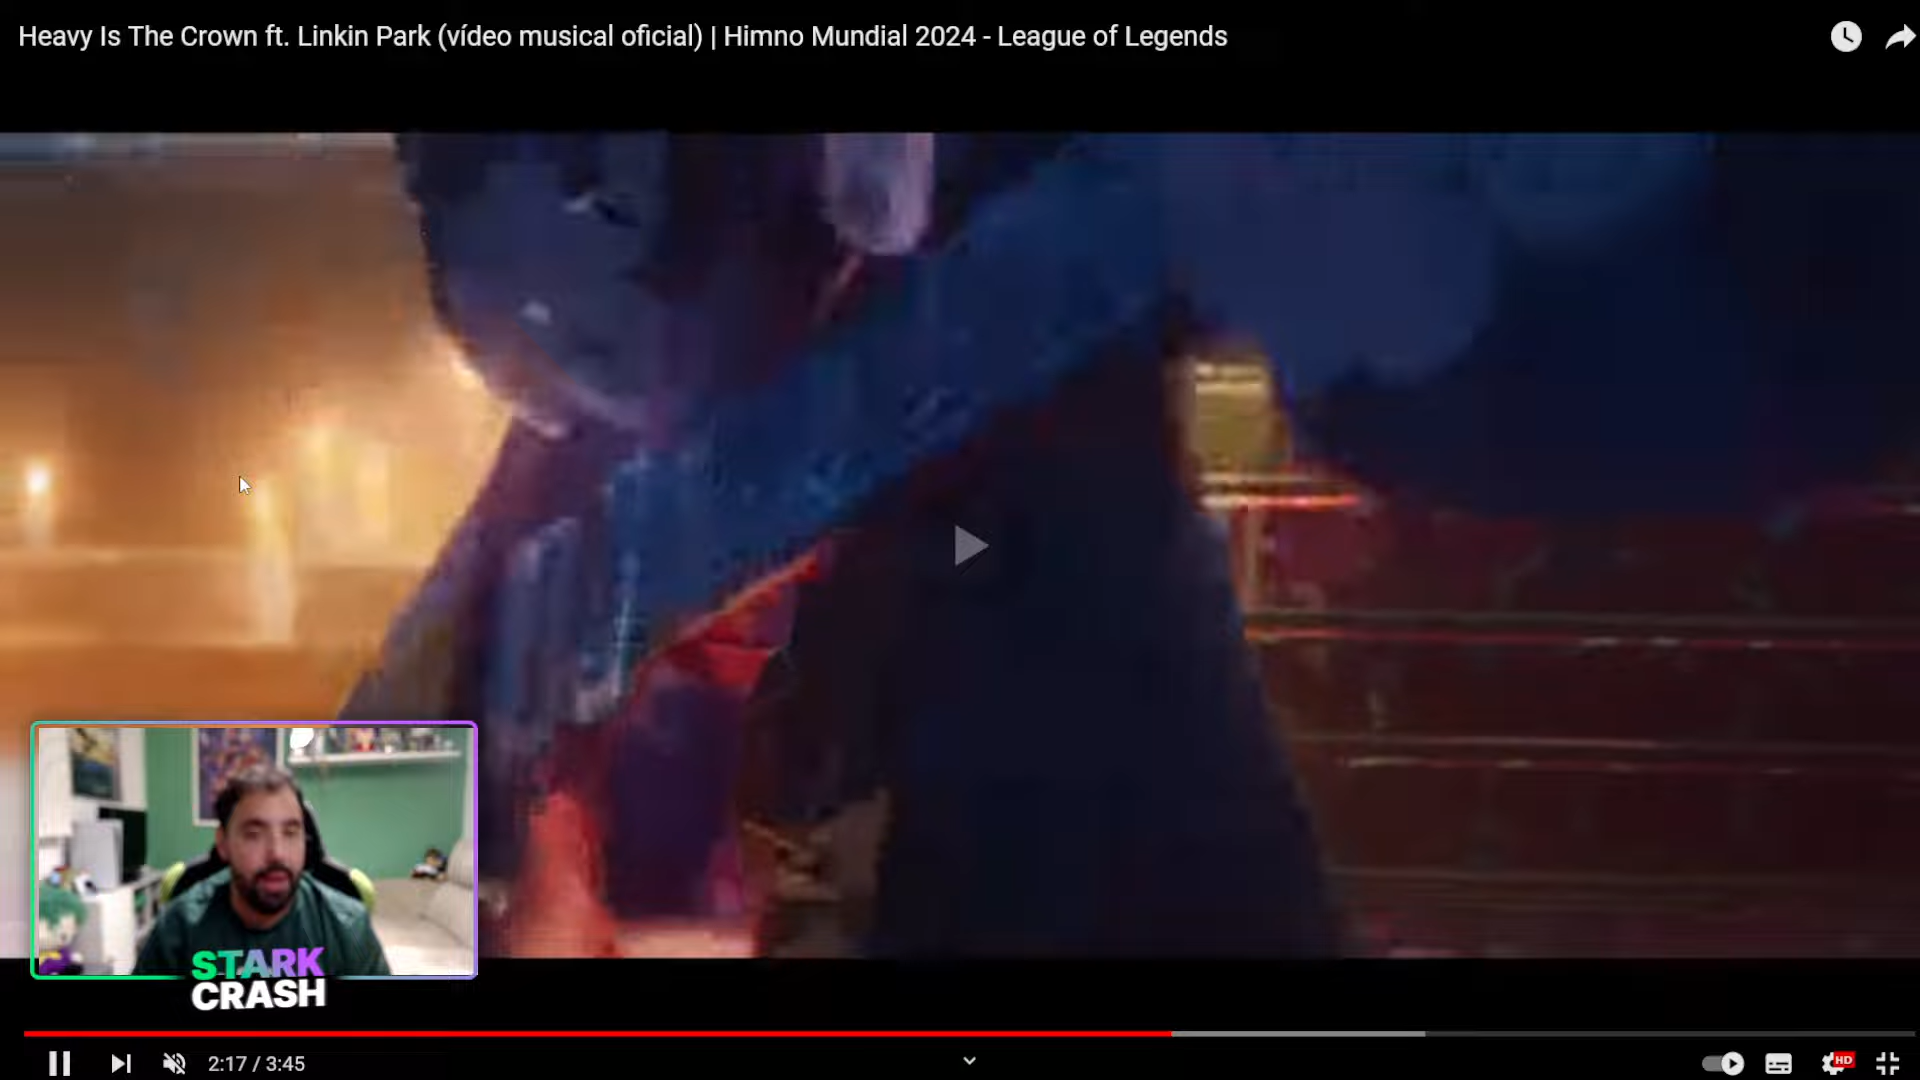 Heavy Is The Crown ft. Linkin Park (vídeo musical oficial) | Himno Mundial 2024 - League of Legends
STARK
CRASH
2:17 / 3:45
HD